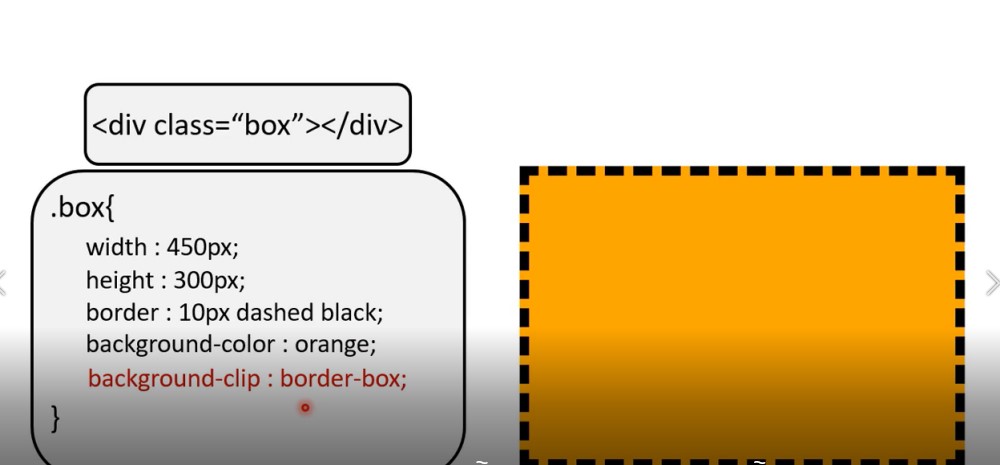 <div class=“box”></div>
.box{
width : 450px;
height : 300px;
border : 10px dashed black;
background-color : orange;
background-clip : border-box;
}